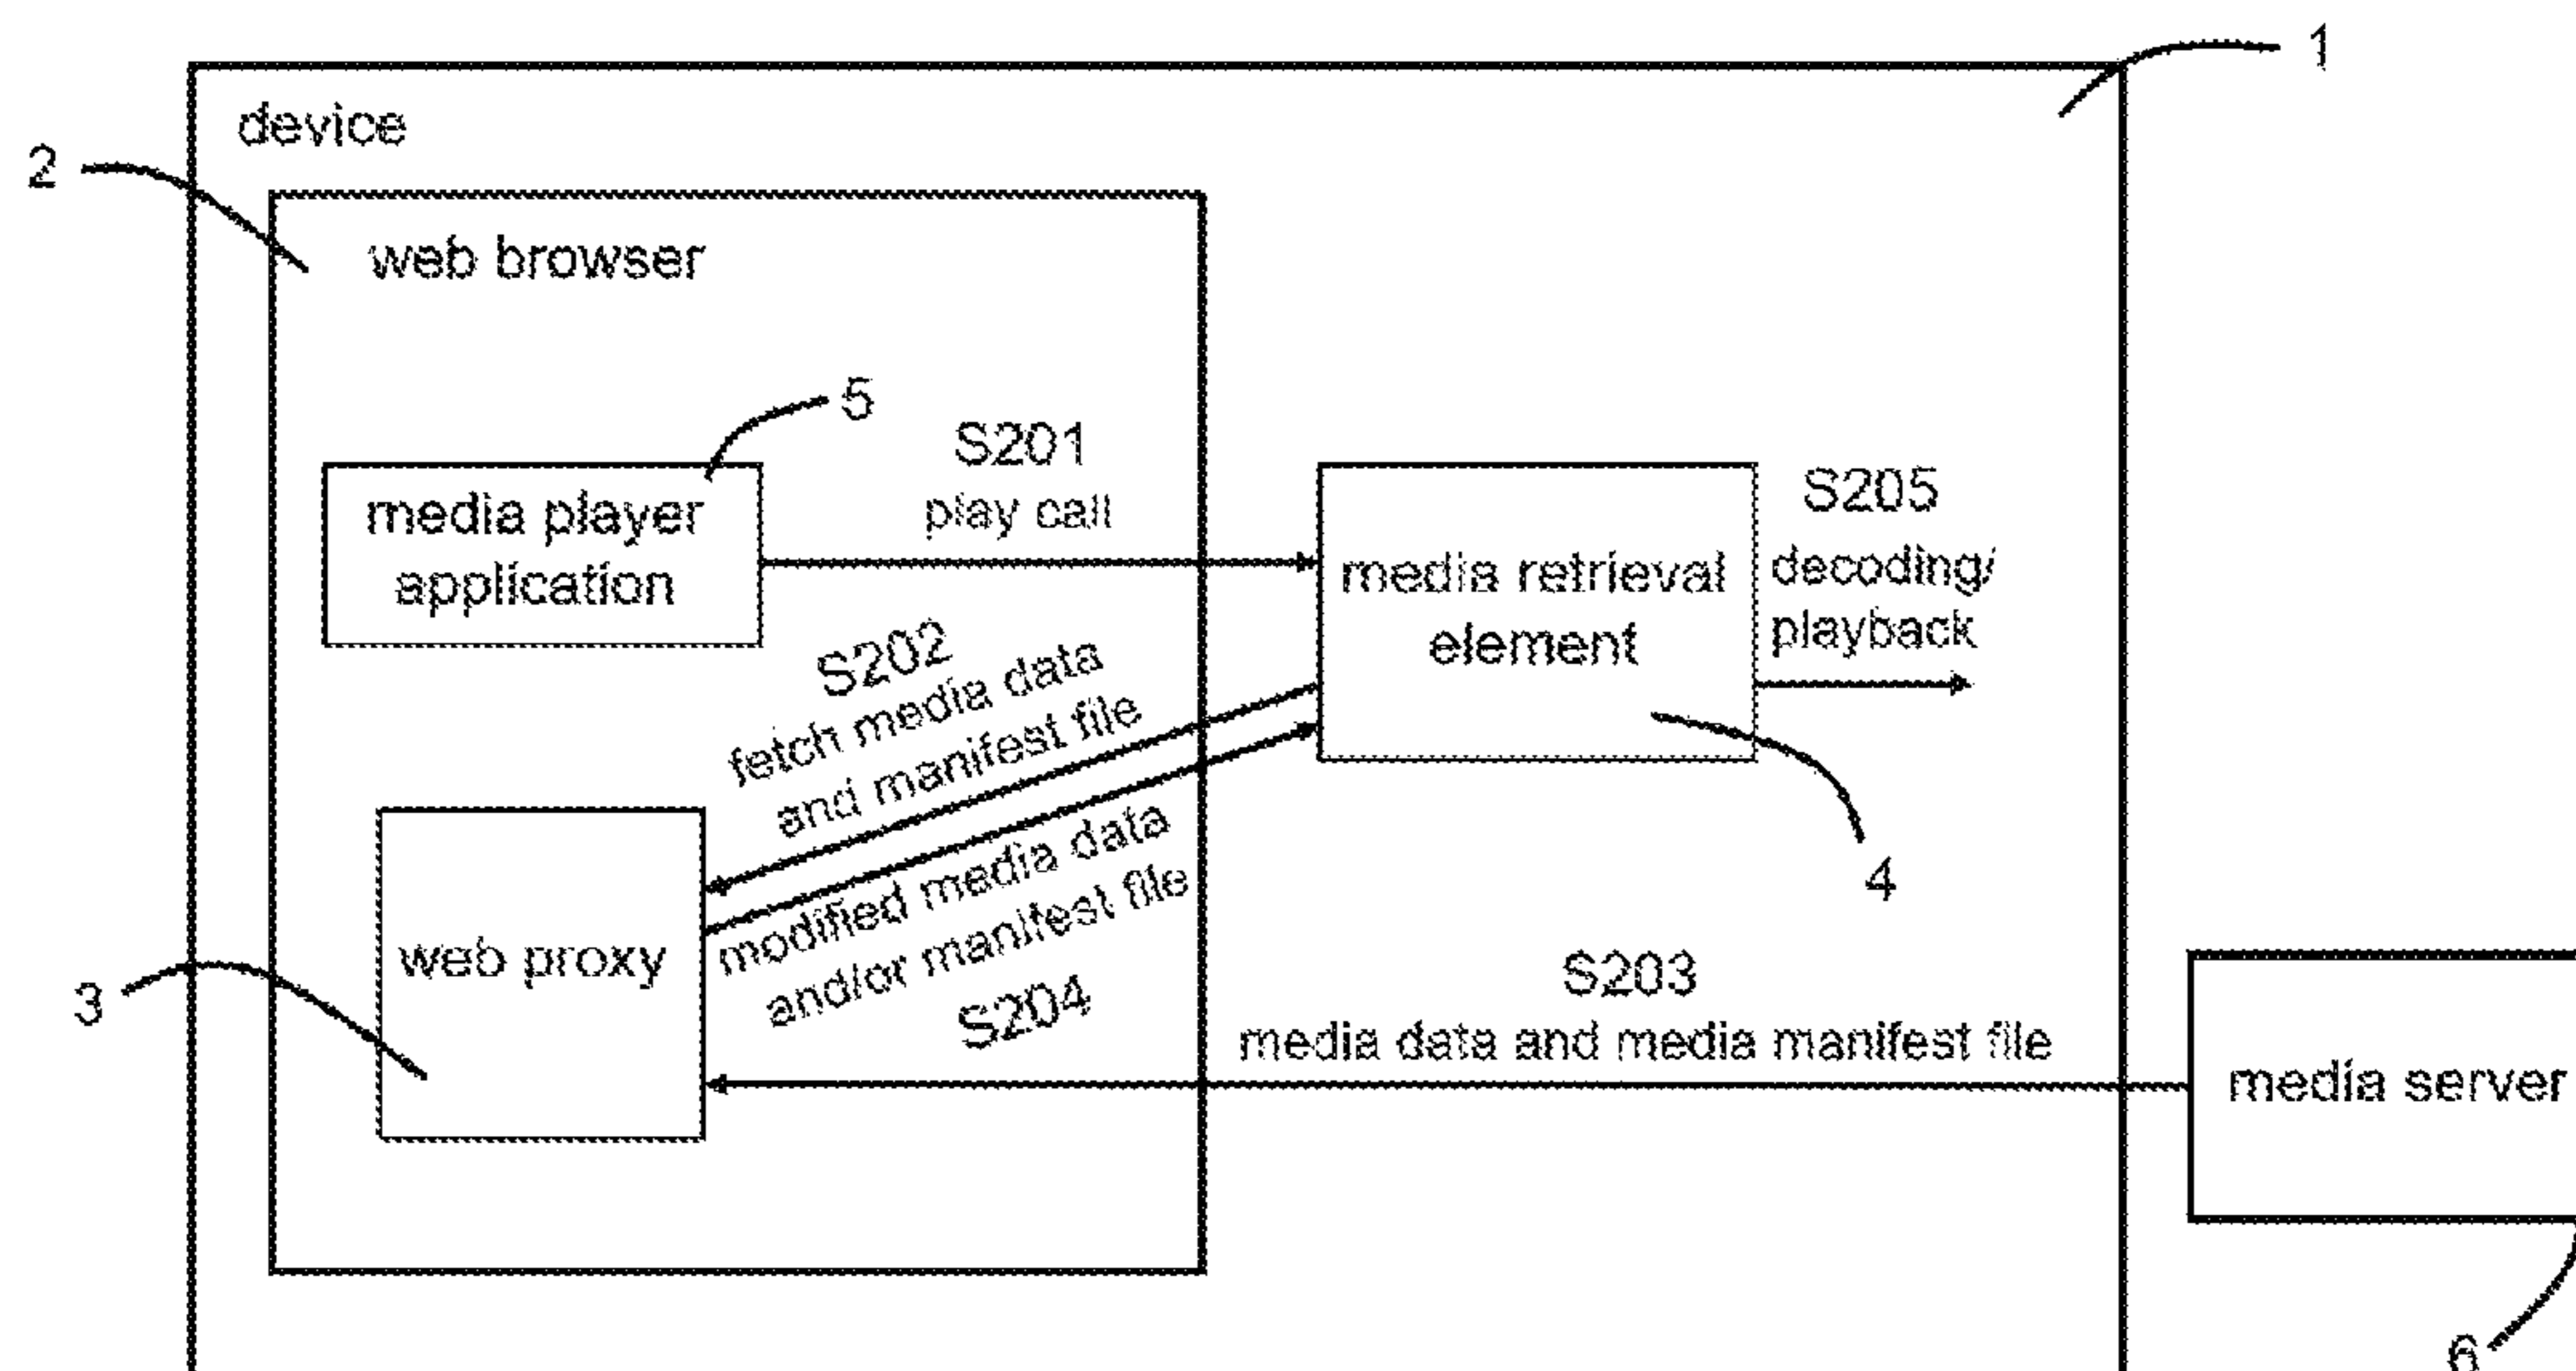 1
device
2
web browser
5
S201
play call
media player
application
media retrieval
element
S205
decoding/
playback
S202
fetch media data
and manifest file
modified media data
and/or manifest file
S204
4
web proxy
3
S203
media data and media manifest file
media server
6